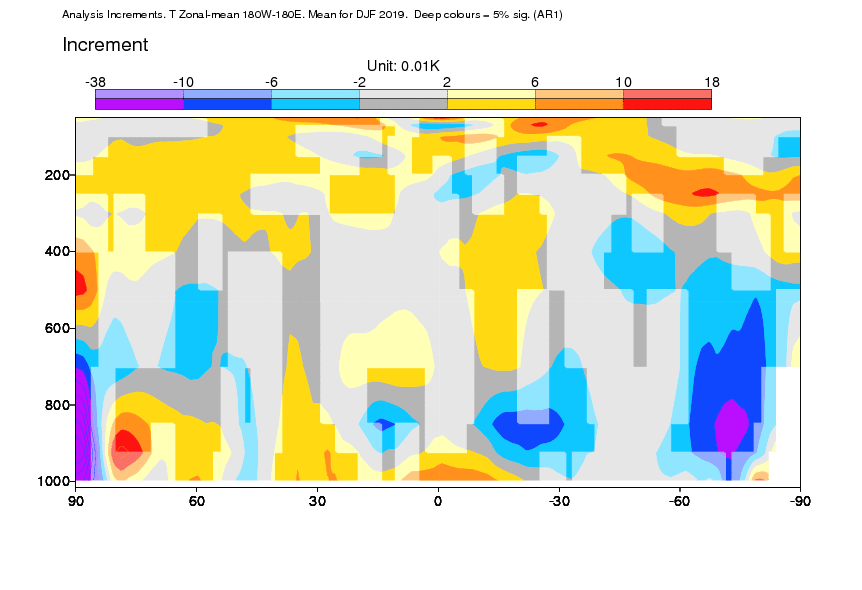 Analysis Increments. T Zonal-mean 180W-180E. Mean for DJF 2019. Deep colours = 5% sig. (AR1)
Increment
Unit: 0.01K
-38 -10 -6 -2 2 6 10 18
200
400
600
800
1000
90 60 30 0 -30 -60 -90